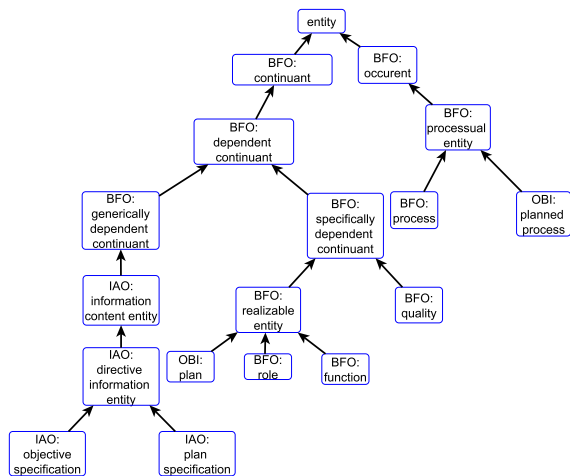 entity
BFO:
continuant
BFO:
occurent
BFO:
processual
entity
BFO:
dependent
continuant
BFO:
generically
dependent
continuant
BFO:
specifically
dependent
continuant
BFO:
process
OBI:
planned
process
IAO:
information
content entity
BFO:
realizable
entity
BFO:
quality
IAO:
directive
information
entity
OBI:
plan
BFO:
role
BFO:
function
IAO:
objective
specification
IAO:
plan
specification